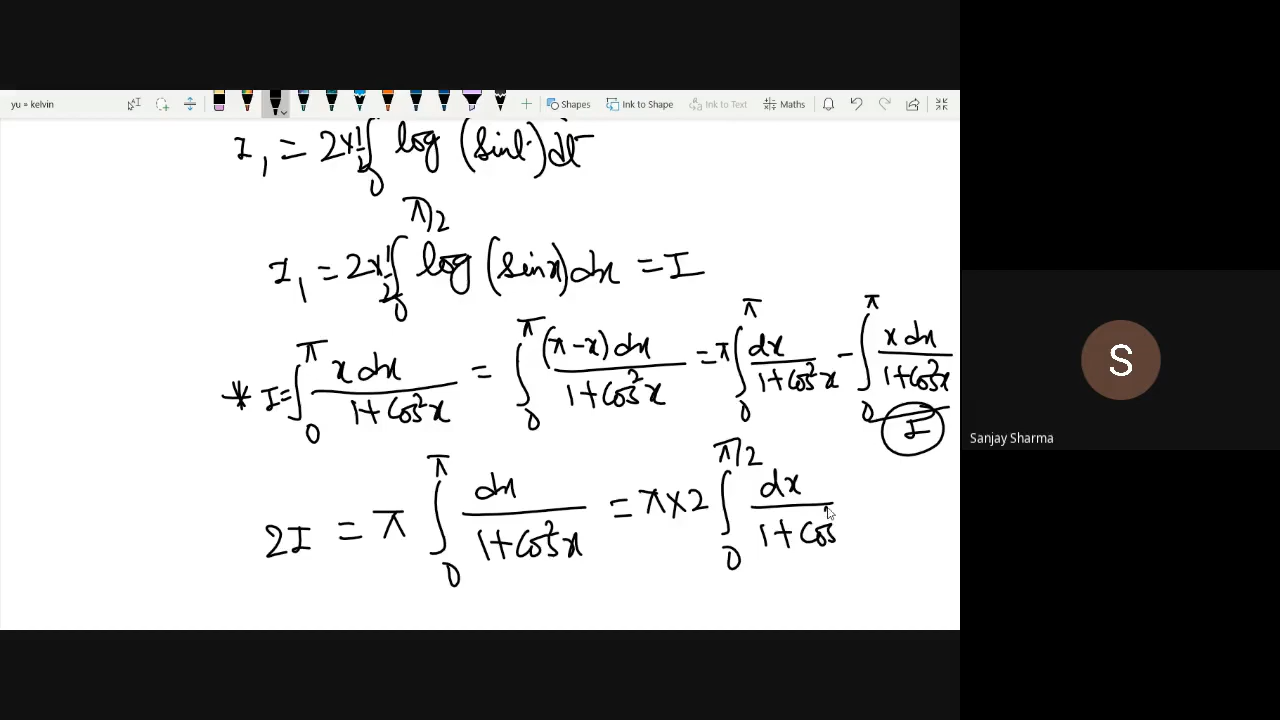 yu » kelvin Shapes Ink to Shape Ink to Text Maths
I₁ = 2×1/2 ∫₀ log (sin t) dt
I₁ = 2×1/2 ∫₀^π/2 log (sin x) dx = I
* I = ∫₀^π x dx / 1+Cos²x = ∫₀^π (π-x) dx / 1+Cos²x = π ∫₀^π dx / 1+Cos²x - ∫₀^π x dx / 1+Cos²x
I
2I = π ∫₀^π dx / 1+Cos²x = π×2 ∫₀^π/2 dx / 1+Cos²
S
Sanjay Sharma